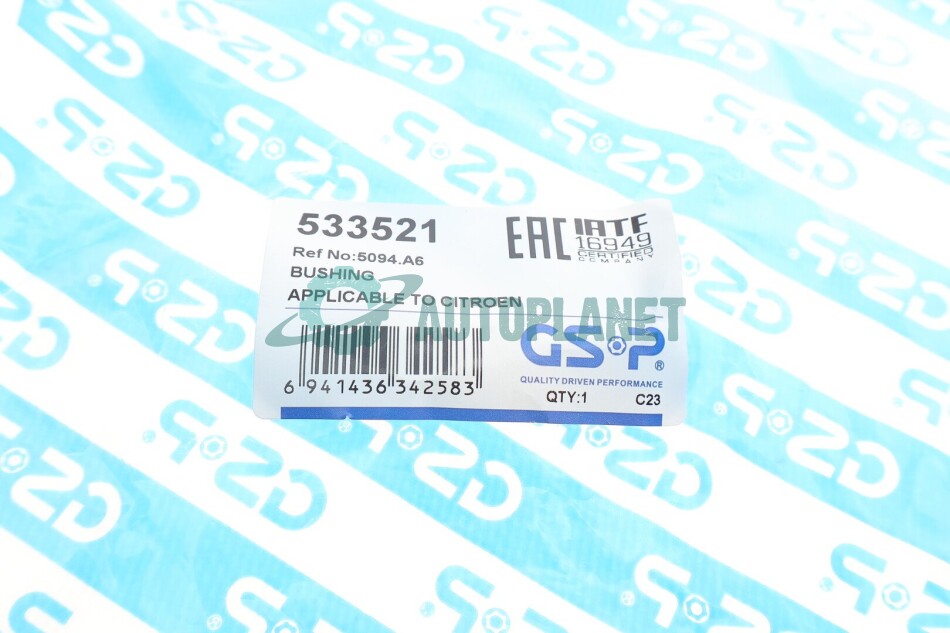 533521
EAC
IATF
16949
CERTIFIED
COMPANY
Ref No:5094.A6
BUSHING
APPLICABLE TO CITROEN
AUTOPLANET
GSP®
QUALITY DRIVEN PERFORMANCE
6 941436 342583
QTY:1 C23